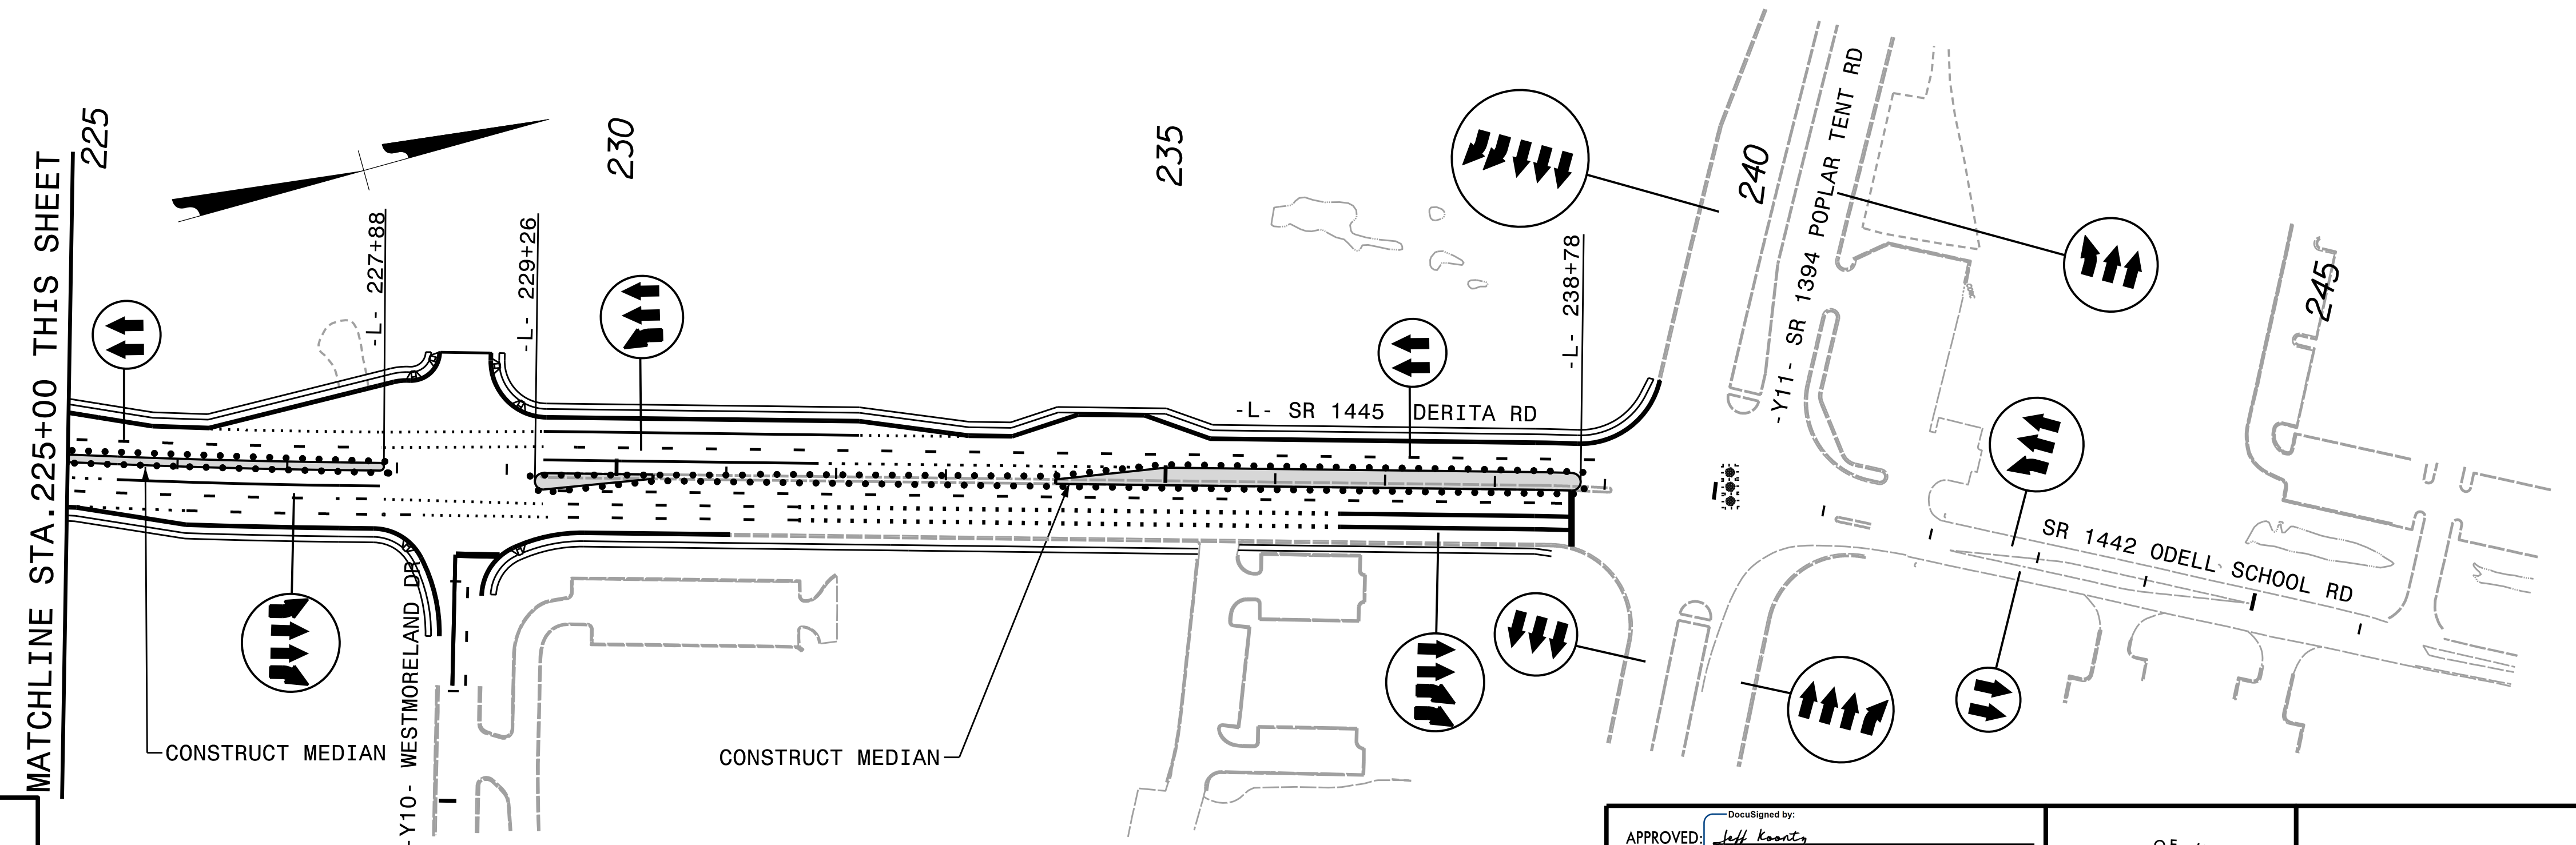 MATCHLINE STA.225+00 THIS SHEET
225
230
235
240
245
-L- 227+88
-L- 229+26
-L- 238+78
-L- SR 1445 DERITA RD
-Y11- SR 1394 POPLAR TENT RD
SR 1442 ODELL SCHOOL RD
-Y10- WESTMORELAND DR
CONSTRUCT MEDIAN
CONSTRUCT MEDIAN
DocuSigned by:
APPROVED: Jeff Koontz